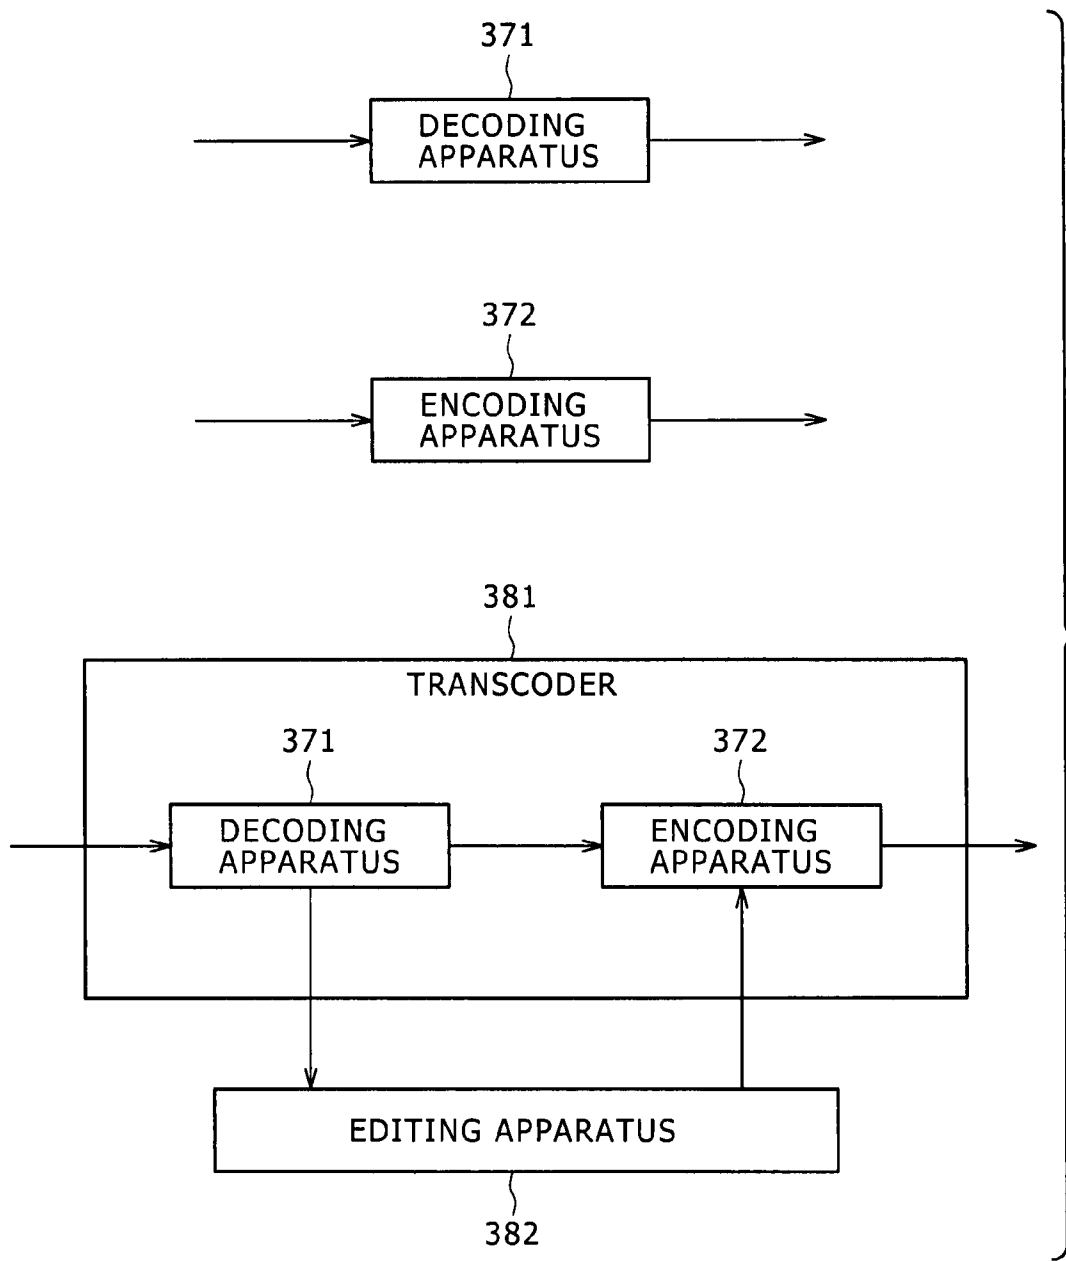 371
DECODING
APPARATUS
372
ENCODING
APPARATUS
381
TRANSCODER
371
372
DECODING
APPARATUS
ENCODING
APPARATUS
EDITING APPARATUS
382